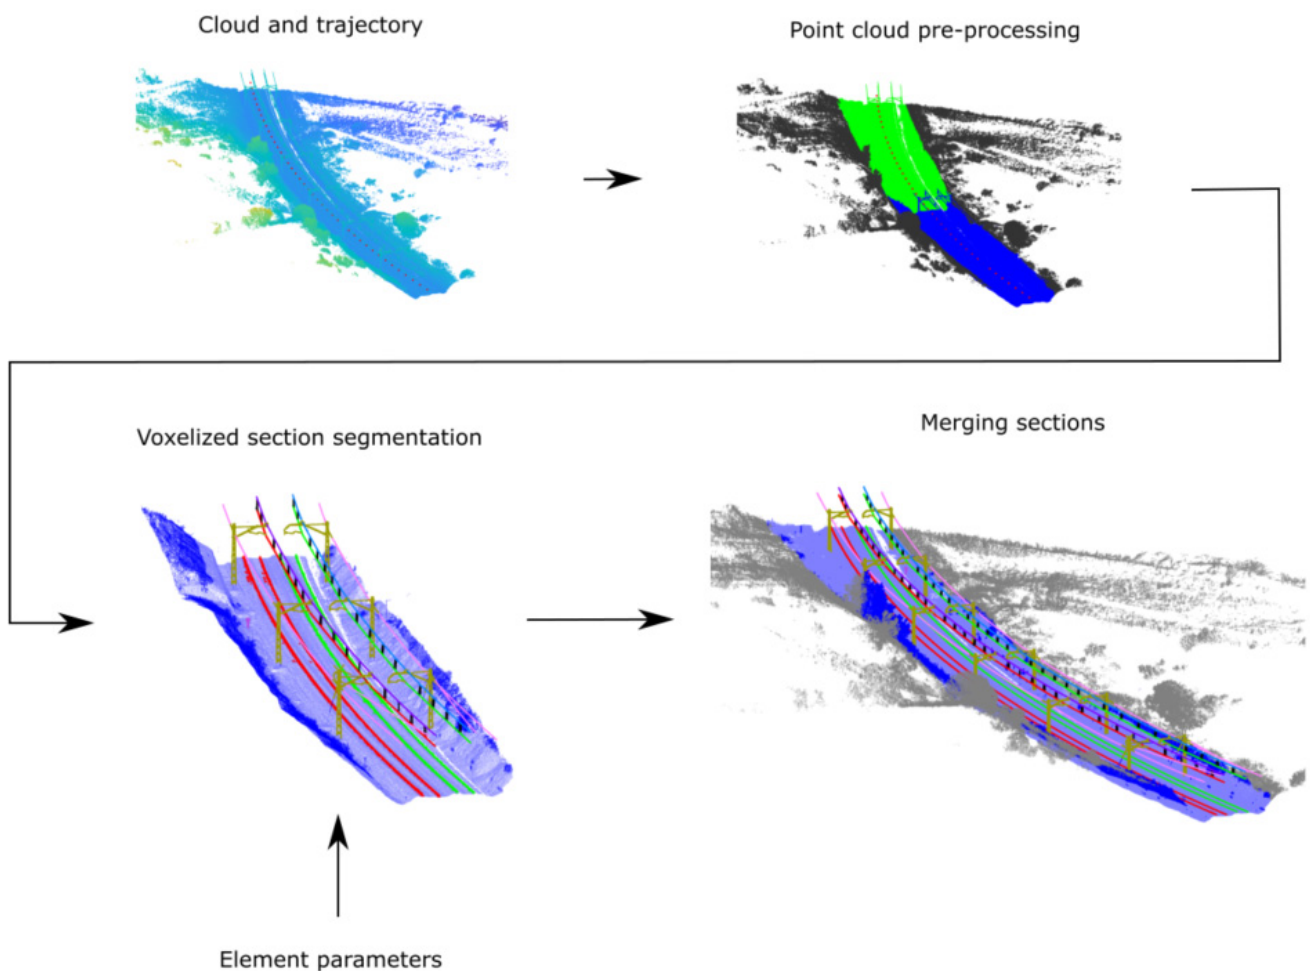 Cloud and trajectory
Point cloud pre-processing
Voxelized section segmentation
Merging sections
Element parameters